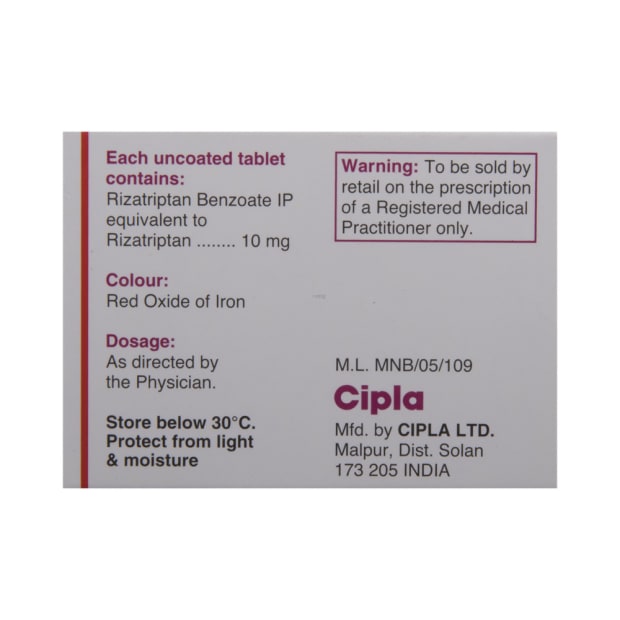 Each uncoated tablet
contains:
Rizatriptan Benzoate IP
equivalent to
Rizatriptan ........ 10 mg
Colour:
Red Oxide of Iron
Dosage:
As directed by
the Physician.
Store below 30°C.
Protect from light
& moisture
Warning: To be sold by
retail on the prescription
of a Registered Medical
Practitioner only.
M.L. MNB/05/109
Cipla
Mfd. by CIPLA LTD.
Malpur, Dist. Solan
173 205 INDIA